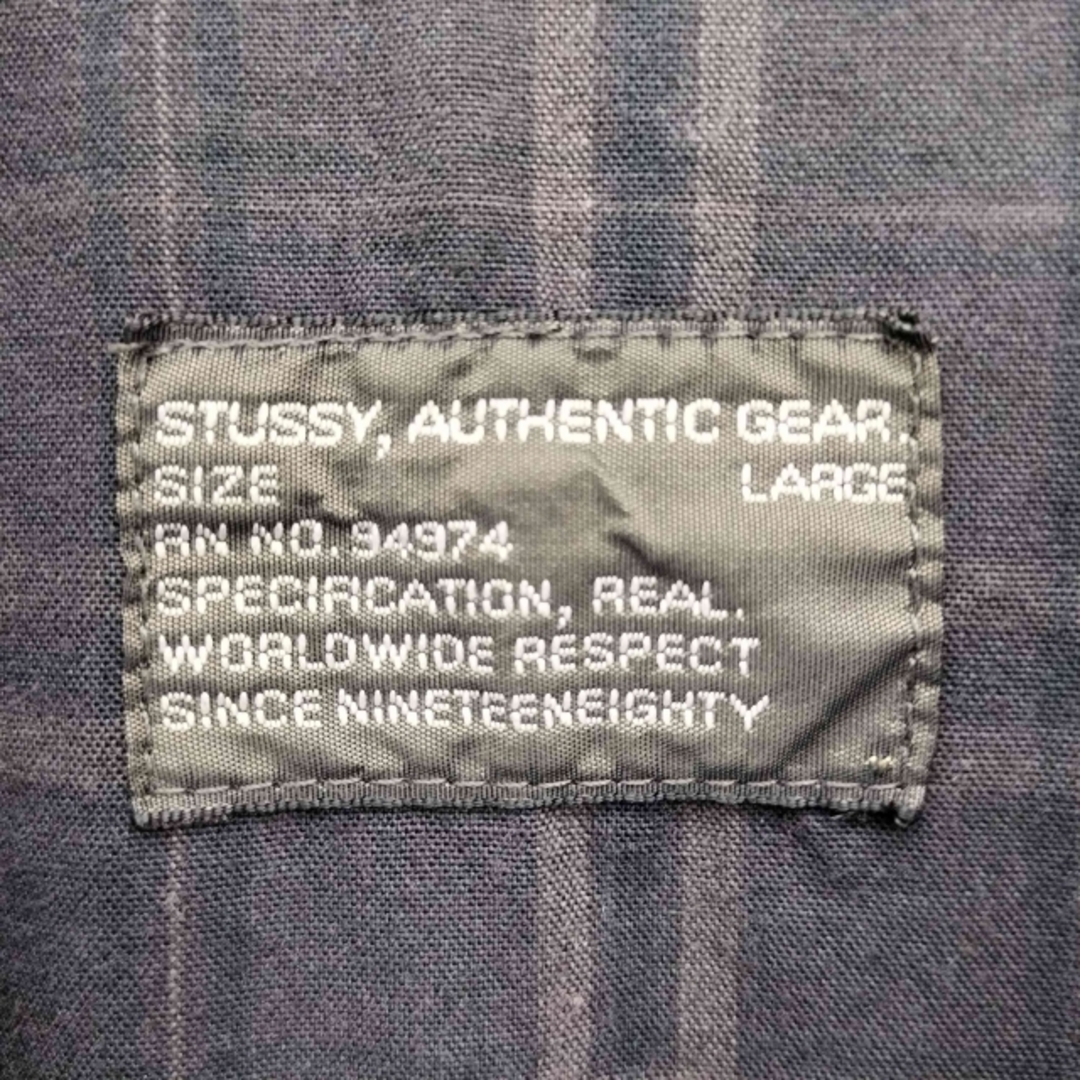 STUSSY, AUTHENTIC GEAR.
SIZE LARGE
RN NO. 94974
SPECIFICATION, REAL.
WORLDWIDE RESPECT
SINCE NINETEENEIGHTY